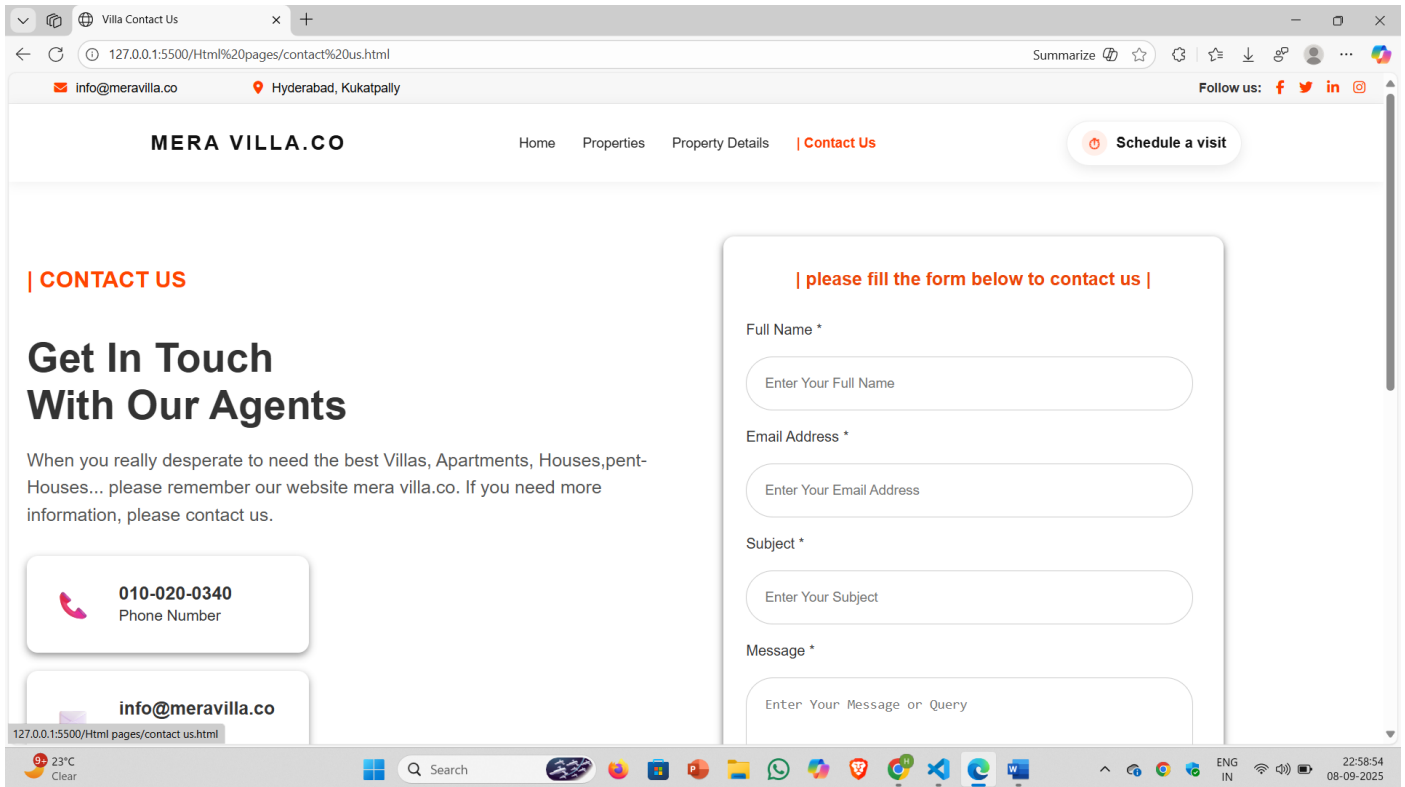 Villa Contact Us
127.0.0.1:5500/Html%20pages/contact%20us.html
Summarize
info@meravilla.co
Hyderabad, Kukatpally
Follow us:
MERA VILLA.CO
Home
Properties
Property Details
| Contact Us
Schedule a visit
| CONTACT US
Get In Touch
With Our Agents
When you really desperate to need the best Villas, Apartments, Houses,pent-
Houses... please remember our website mera villa.co. If you need more
information, please contact us.
010-020-0340
Phone Number
info@meravilla.co
| please fill the form below to contact us |
Full Name *
Enter Your Full Name
Email Address *
Enter Your Email Address
Subject *
Enter Your Subject
Message *
Enter Your Message or Query
127.0.0.1:5500/Html pages/contact us.html
9+
23°C
Clear
Search
ENG
IN
22:58:54
08-09-2025